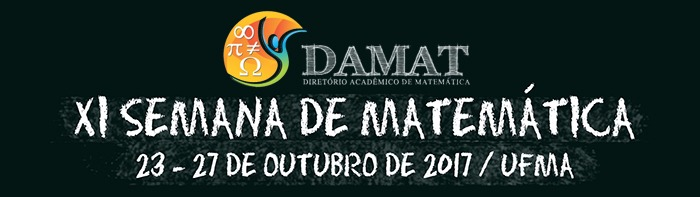 ∞
π ≠
Ω
DAMAT
DIRETÓRIO ACADÊMICO DE MATEMÁTICA
XI SEMANA DE MATEMÁTICA
23 - 27 DE OUTUBRO DE 2017 / UFMA